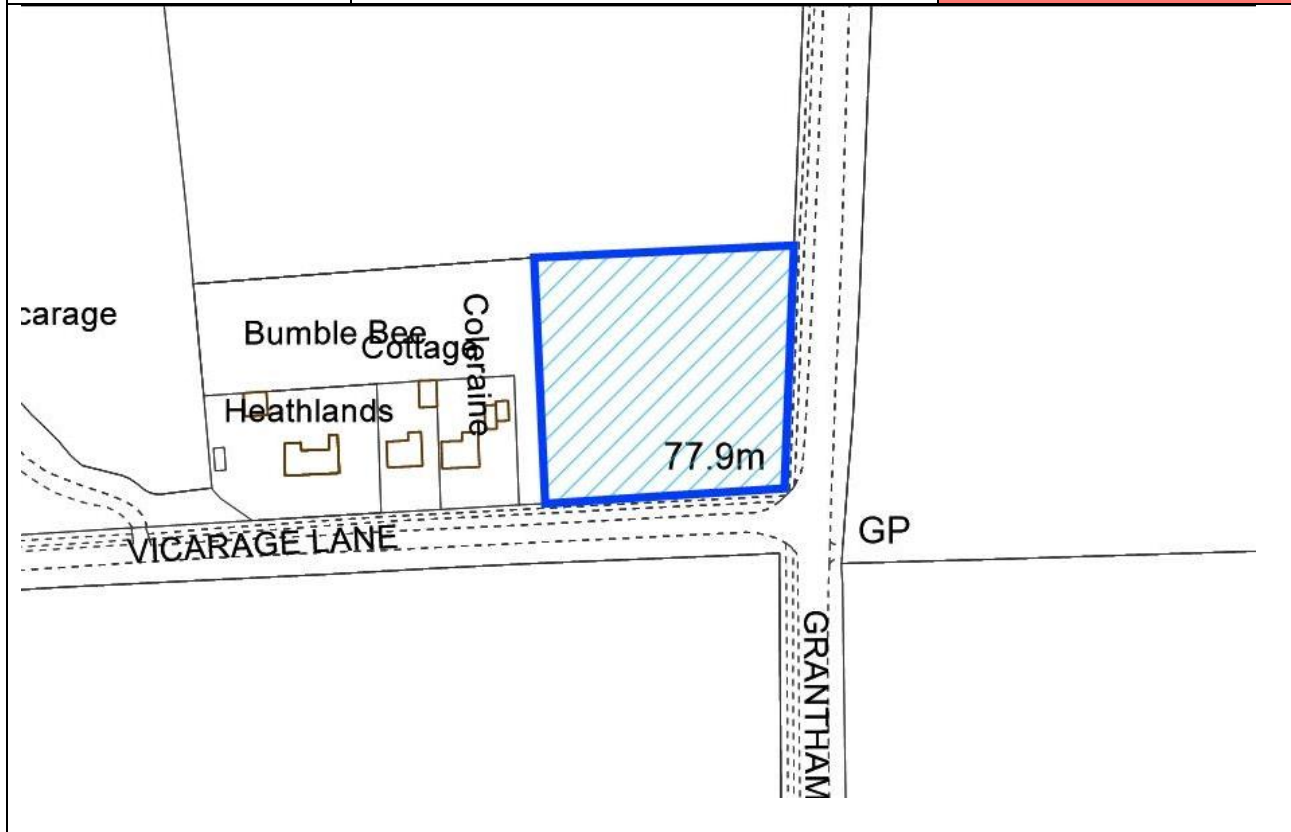 carage
Bumble Bee
Cottage
Coleraine
Heathlands
77.9m
VICARAGE LANE
GP
GRANTHAM